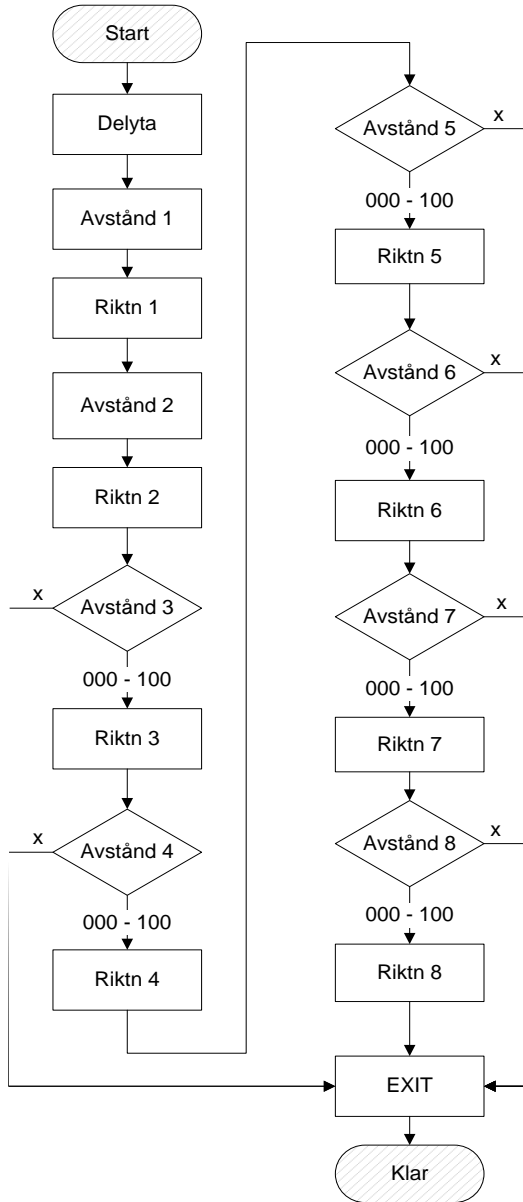 Start
Delyta
Avstånd 1
Riktn 1
Avstånd 2
Riktn 2
Avstånd 3
x
000 - 100
Riktn 3
Avstånd 4
x
000 - 100
Riktn 4
Avstånd 5
x
000 - 100
Riktn 5
Avstånd 6
x
000 - 100
Riktn 6
Avstånd 7
x
000 - 100
Riktn 7
Avstånd 8
x
000 - 100
Riktn 8
EXIT
Klar